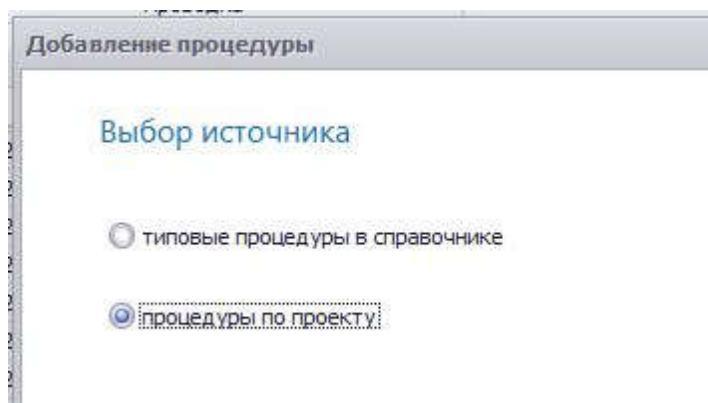 Добавление процедуры
Выбор источника
типовые процедуры в справочнике
процедуры по проекту